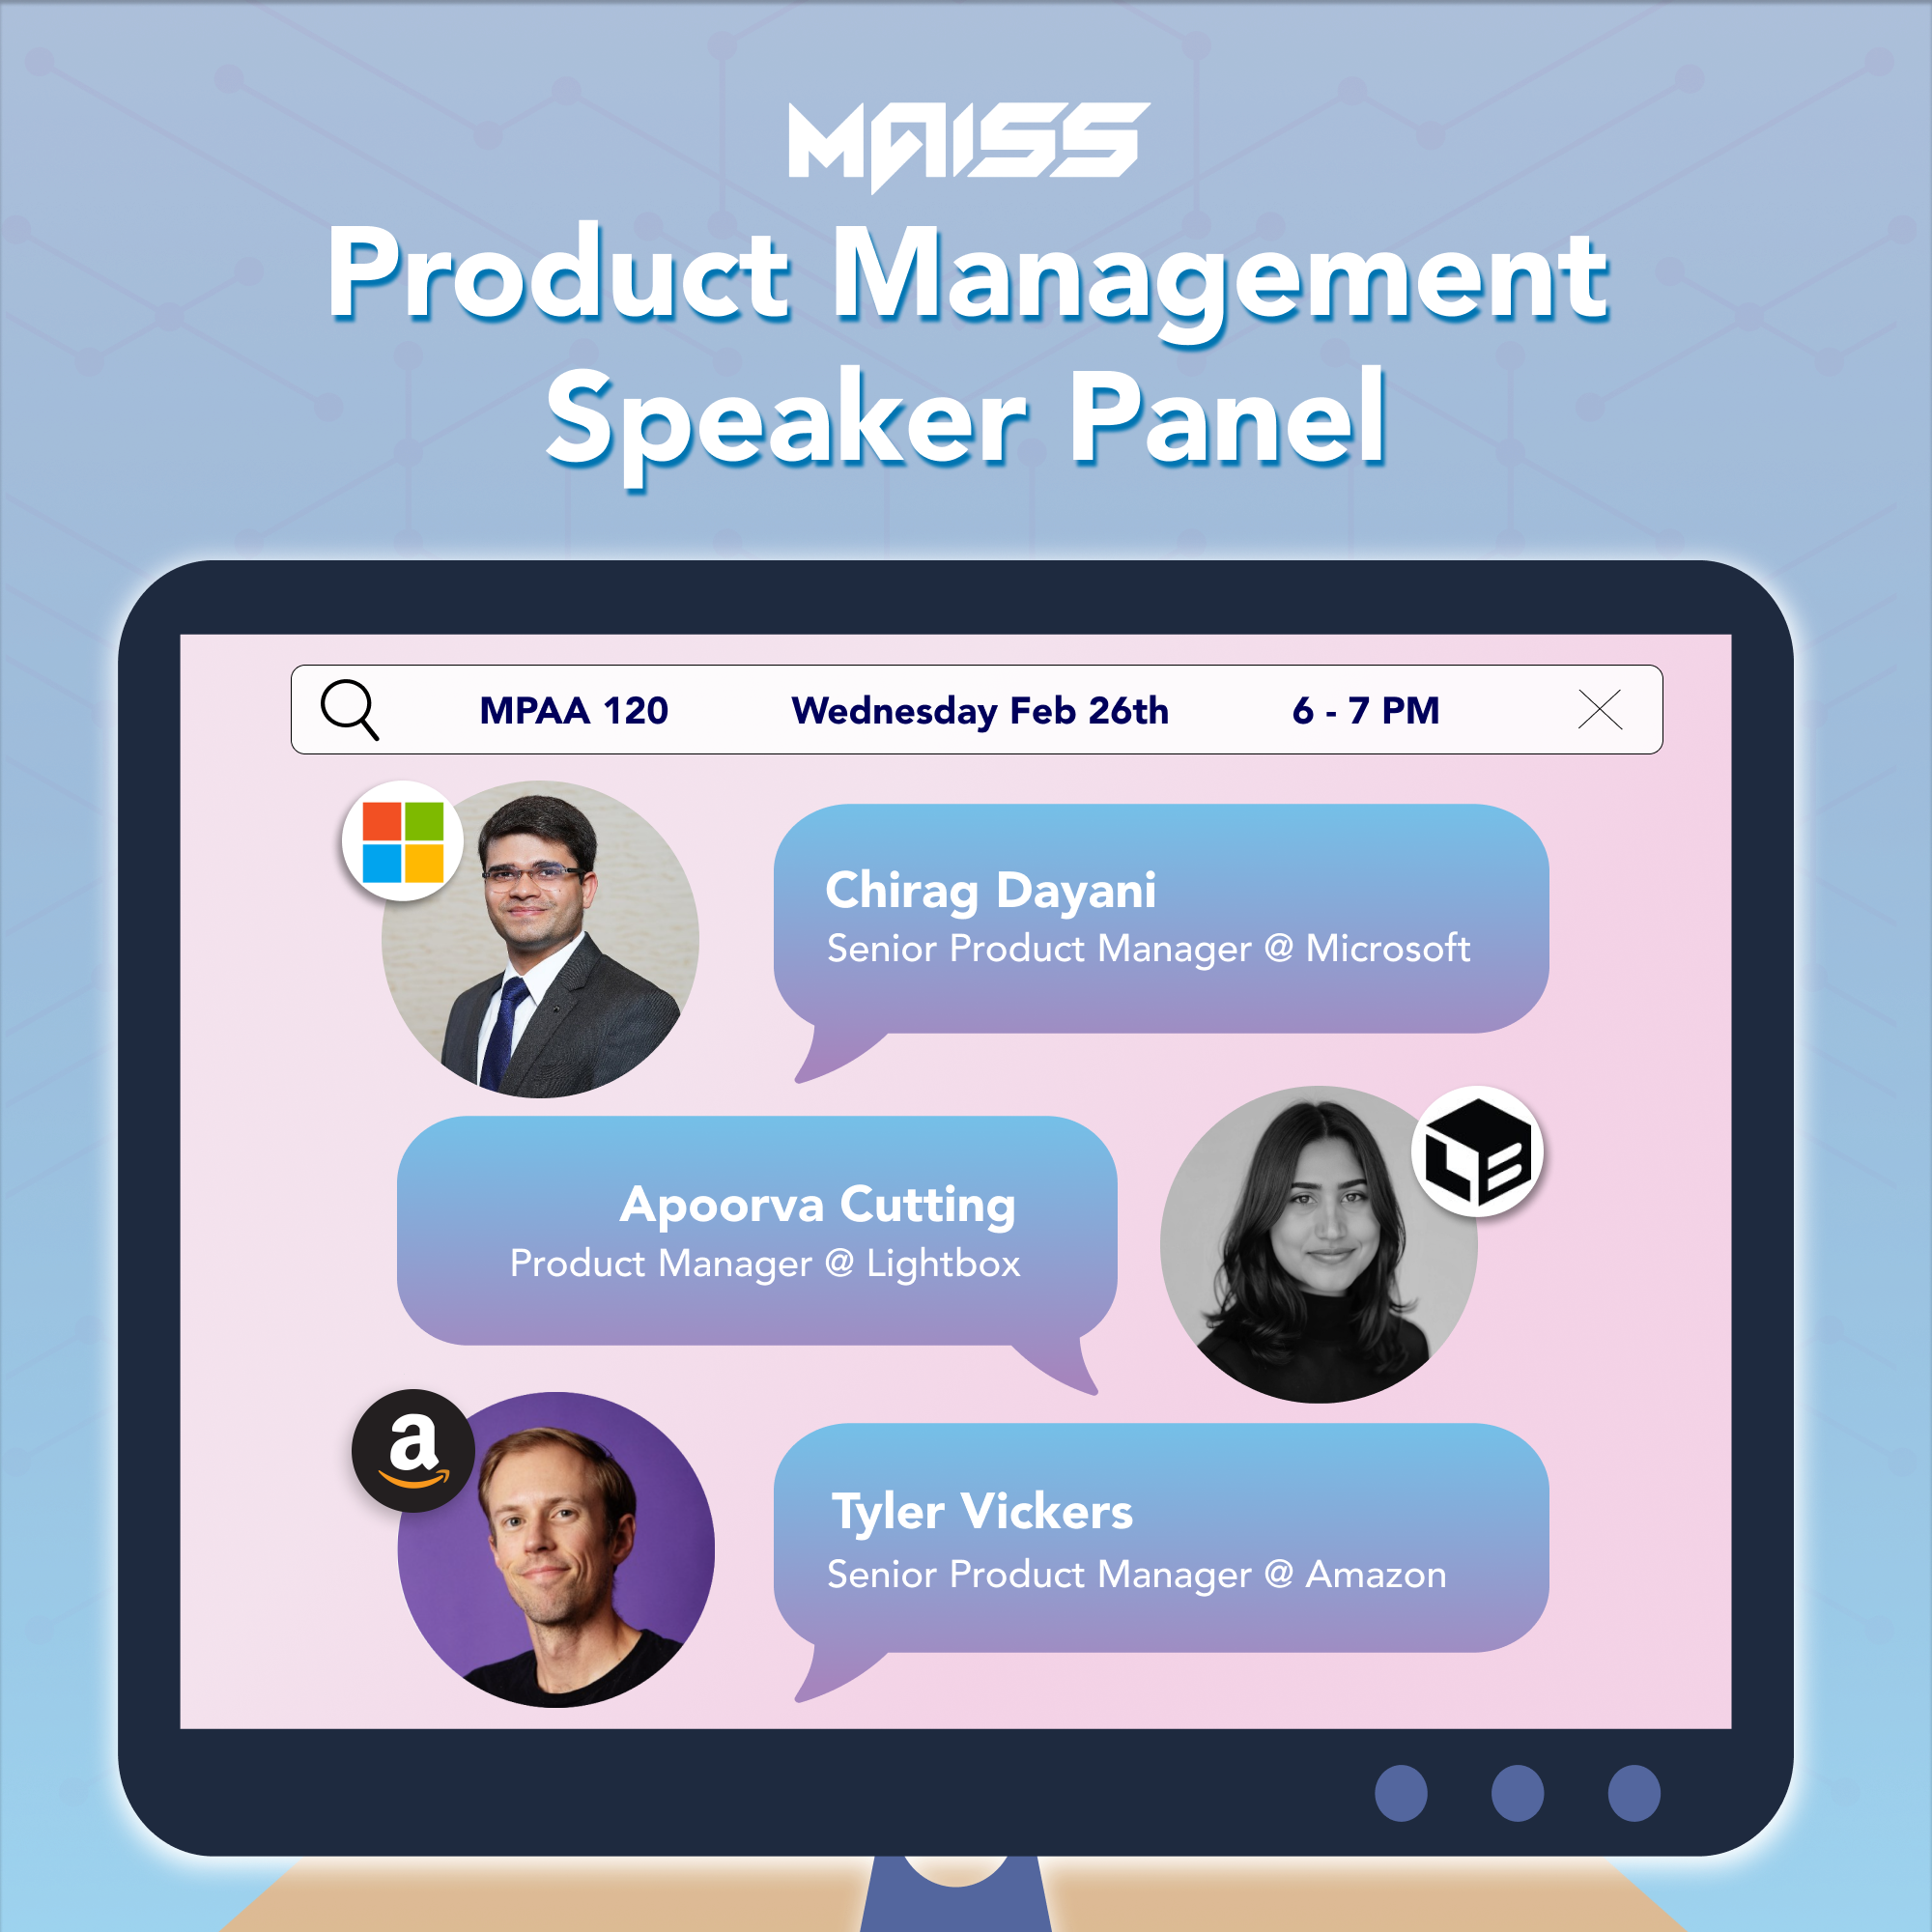 MAISS
Product Management
Speaker Panel
MPAA 120 Wednesday Feb 26th 6 - 7 PM
Chirag Dayani
Senior Product Manager @ Microsoft
Apoorva Cutting
Product Manager @ Lightbox
LB
a
Tyler Vickers
Senior Product Manager @ Amazon